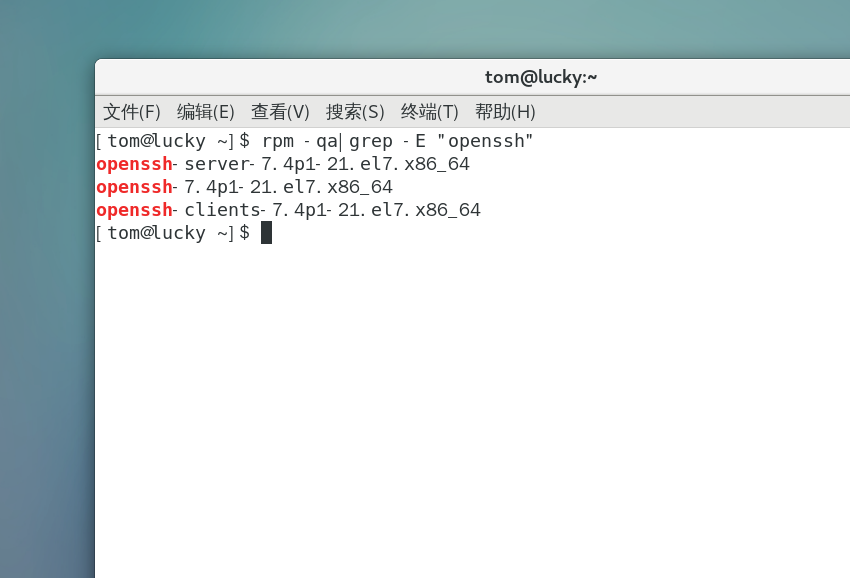 tom@lucky:~
文件(F) 编辑(E) 查看(V) 搜索(S) 终端(T) 帮助(H)
[tom@lucky ~]$ rpm -qa|grep -E "openssh"
openssh-server-7.4p1-21.el7.x86_64
openssh-7.4p1-21.el7.x86_64
openssh-clients-7.4p1-21.el7.x86_64
[tom@lucky ~]$